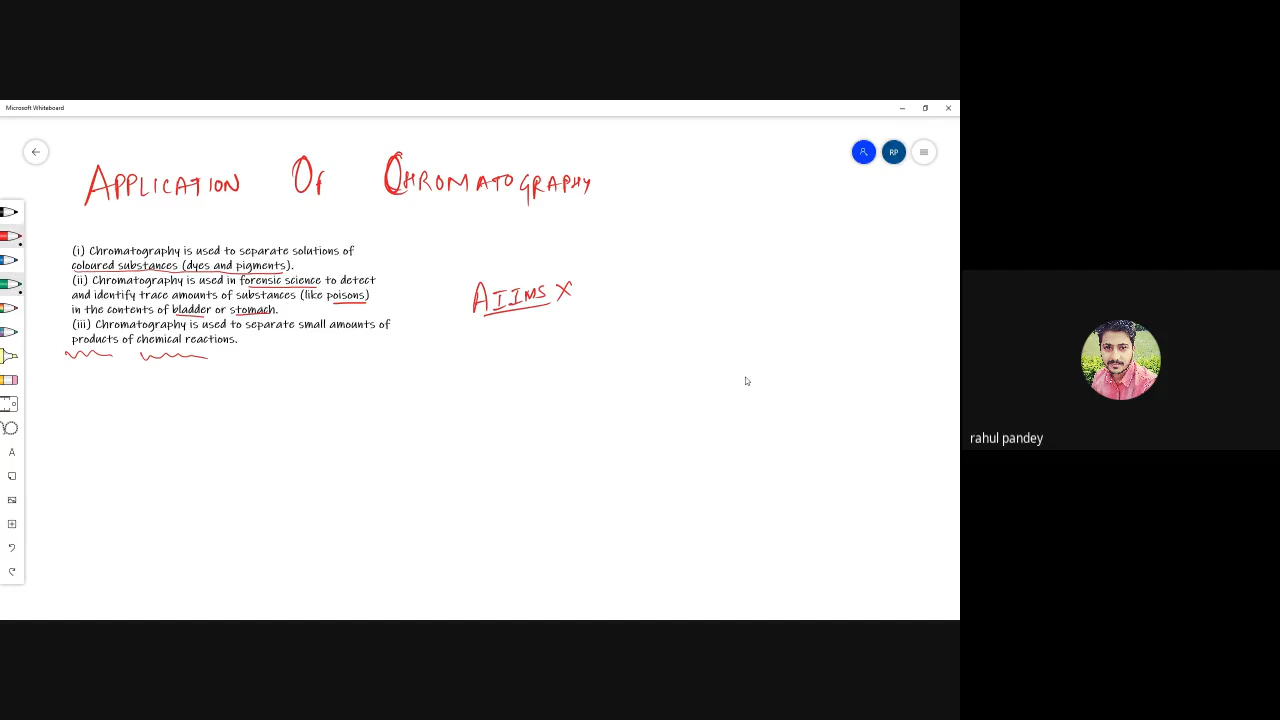 Microsoft Whiteboard
RP
APPLICATION Of CHROMATOGRAPHY
(i) Chromatography is used to separate solutions of
coloured substances (dyes and pigments).
(ii) Chromatography is used in forensic science to detect
and identify trace amounts of substances (like poisons)
in the contents of bladder or stomach.
(iii) Chromatography is used to separate small amounts of
products of chemical reactions.
AIIMS X
A
rahul pandey